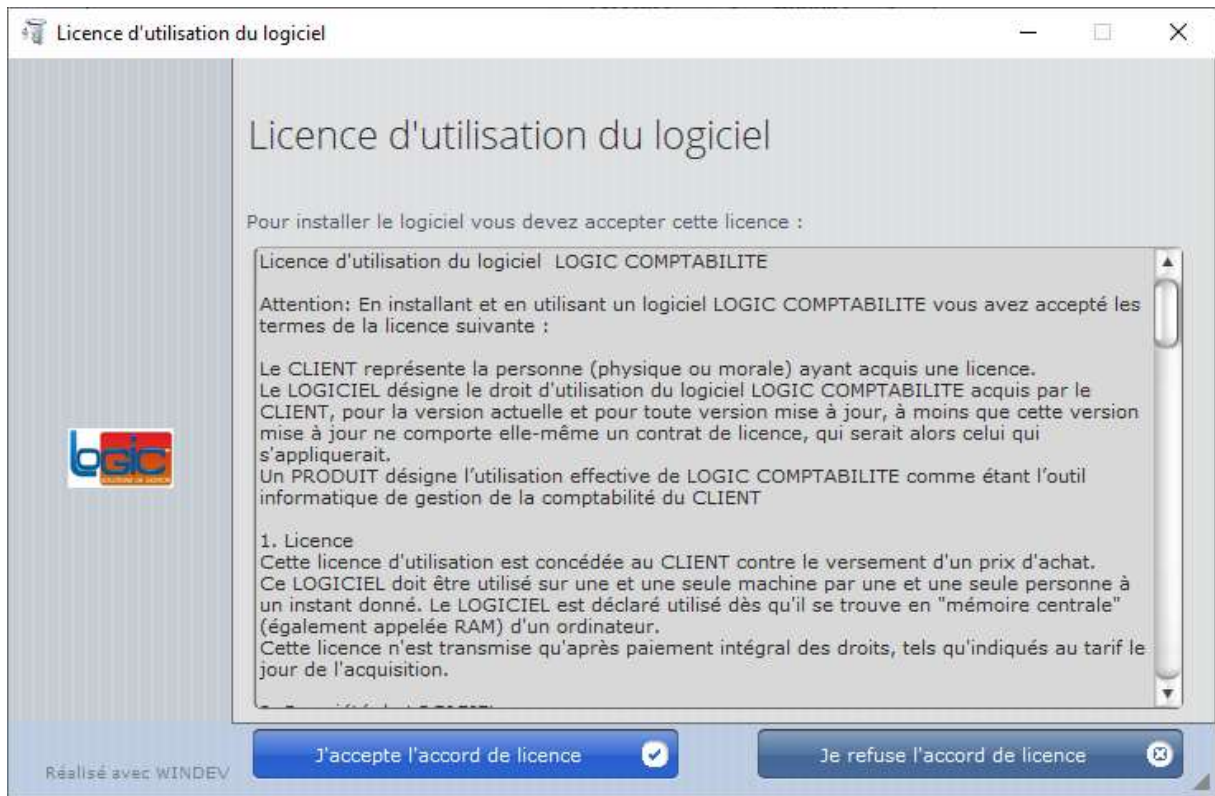 Licence d'utilisation du logiciel
Licence d'utilisation du logiciel
Pour installer le logiciel vous devez accepter cette licence :
Licence d'utilisation du logiciel  LOGIC COMPTABILITE
Attention: En installant et en utilisant un logiciel LOGIC COMPTABILITE vous avez accepté les
termes de la licence suivante :
Le CLIENT représente la personne (physique ou morale) ayant acquis une licence.
Le LOGICIEL désigne le droit d'utilisation du logiciel LOGIC COMPTABILITE acquis par le
CLIENT, pour la version actuelle et pour toute version mise à jour, à moins que cette version
mise à jour ne comporte elle-même un contrat de licence, qui serait alors celui qui
s'appliquerait.
Un PRODUIT désigne l'utilisation effective de LOGIC COMPTABILITE comme étant l'outil
informatique de gestion de la comptabilité du CLIENT
1. Licence
Cette licence d'utilisation est concédée au CLIENT contre le versement d'un prix d'achat.
Ce LOGICIEL doit être utilisé sur une et une seule machine par une et une seule personne à
un instant donné. Le LOGICIEL est déclaré utilisé dès qu'il se trouve en "mémoire centrale"
(également appelée RAM) d'un ordinateur.
Cette licence n'est transmise qu'après paiement intégral des droits, tels qu'indiqués au tarif le
jour de l'acquisition.
logic
J'accepte l'accord de licence
Je refuse l'accord de licence
Réalisé avec WINDEV